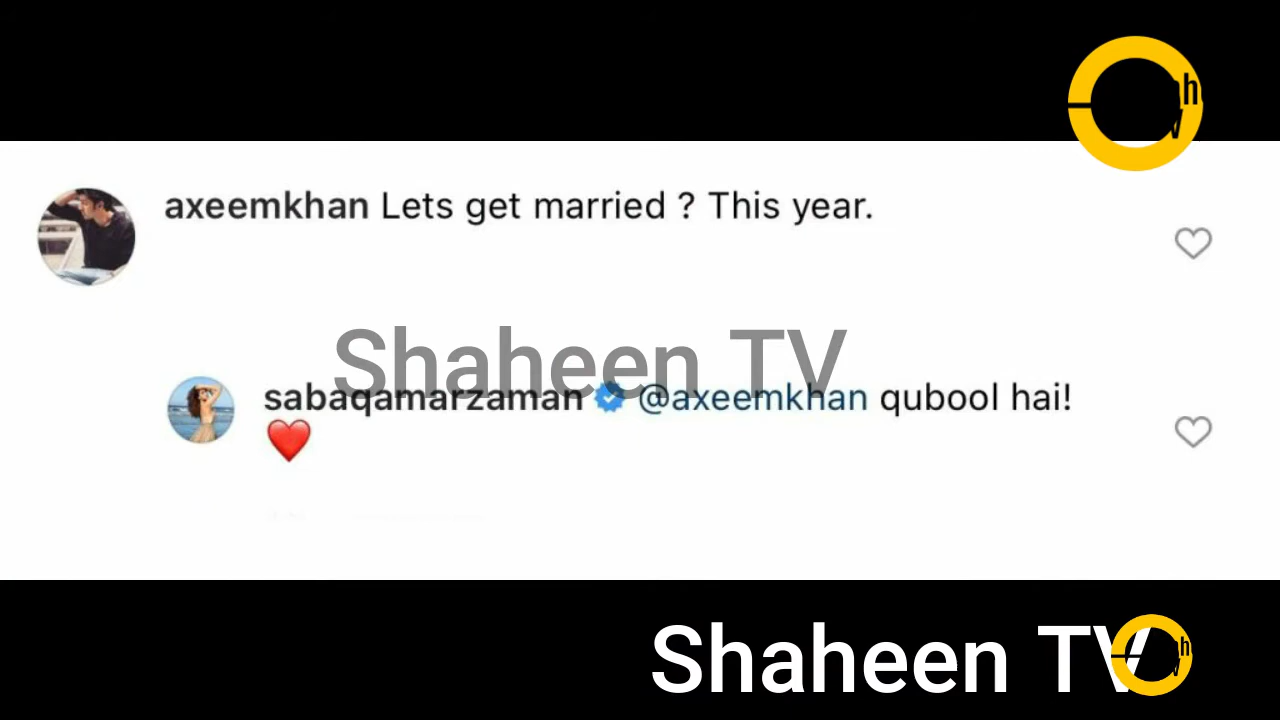 axeemkhan Lets get married ? This year.
Shaheen TV
sabaqamarzaman @axeemkhan qubool hai!
❤️
Shaheen TV